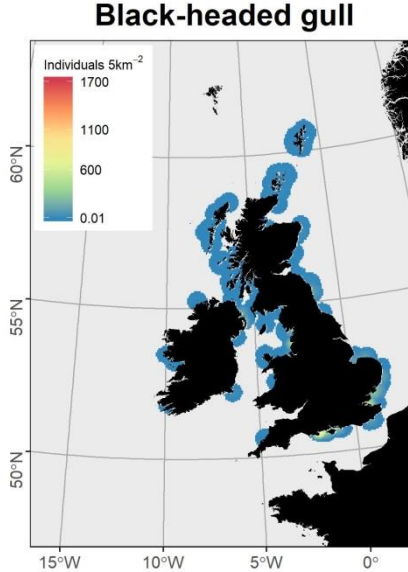 Black-headed gull
Individuals 5km⁻²
1700
1100
600
0.01
60°N
55°N
50°N
15°W
10°W
5°W
0°